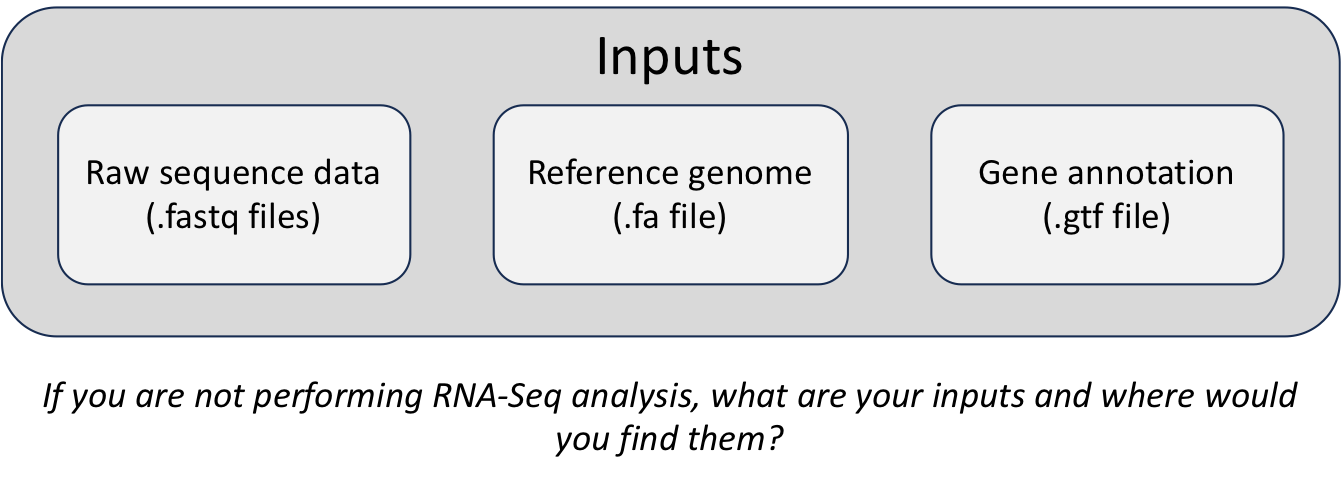 Inputs
Raw sequence data
(.fastq files)
Reference genome
(.fa file)
Gene annotation
(.gtf file)
If you are not performing RNA-Seq analysis, what are your inputs and where would
you find them?